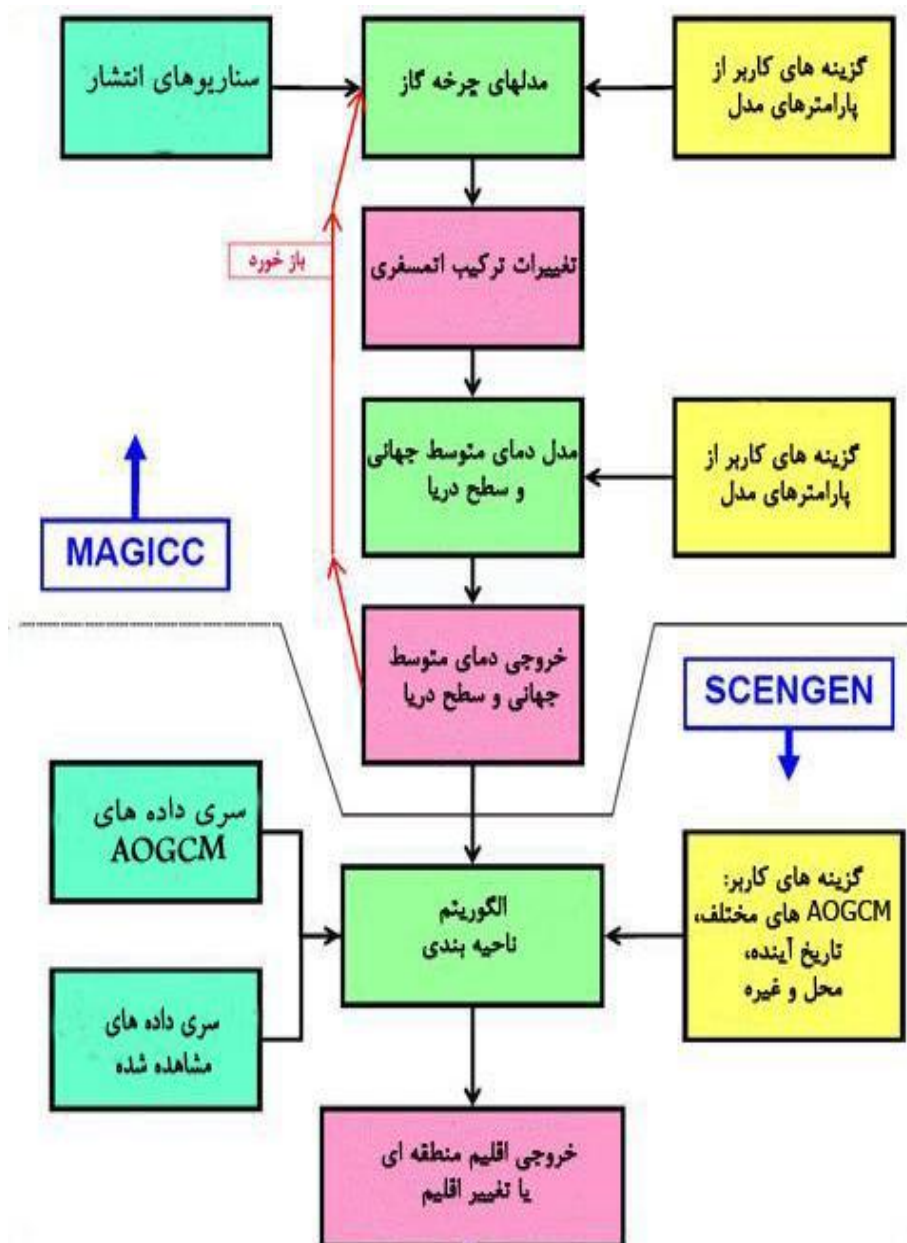 سناریوهای انتشار
مدلهای چرخه گاز
گزینه های کاربر از
پارامترهای مدل
تغییرات ترکیب اتمسفری
باز خورد
مدل دمای متوسط جهانی
و سطح دریا
گزینه های کاربر از
پارامترهای مدل
MAGICC
خروجی دمای متوسط
جهانی و سطح دریا
SCENGEN
سری داده های
AOGCM
الگوریتم
ناحیه بندی
گزینه های کاربر:
AOGCM های مختلف،
تاریخ آینده،
محل و غیره
سری داده های
مشاهده شده
خروجی اقلیم منطقه ای
یا تغییر اقلیم